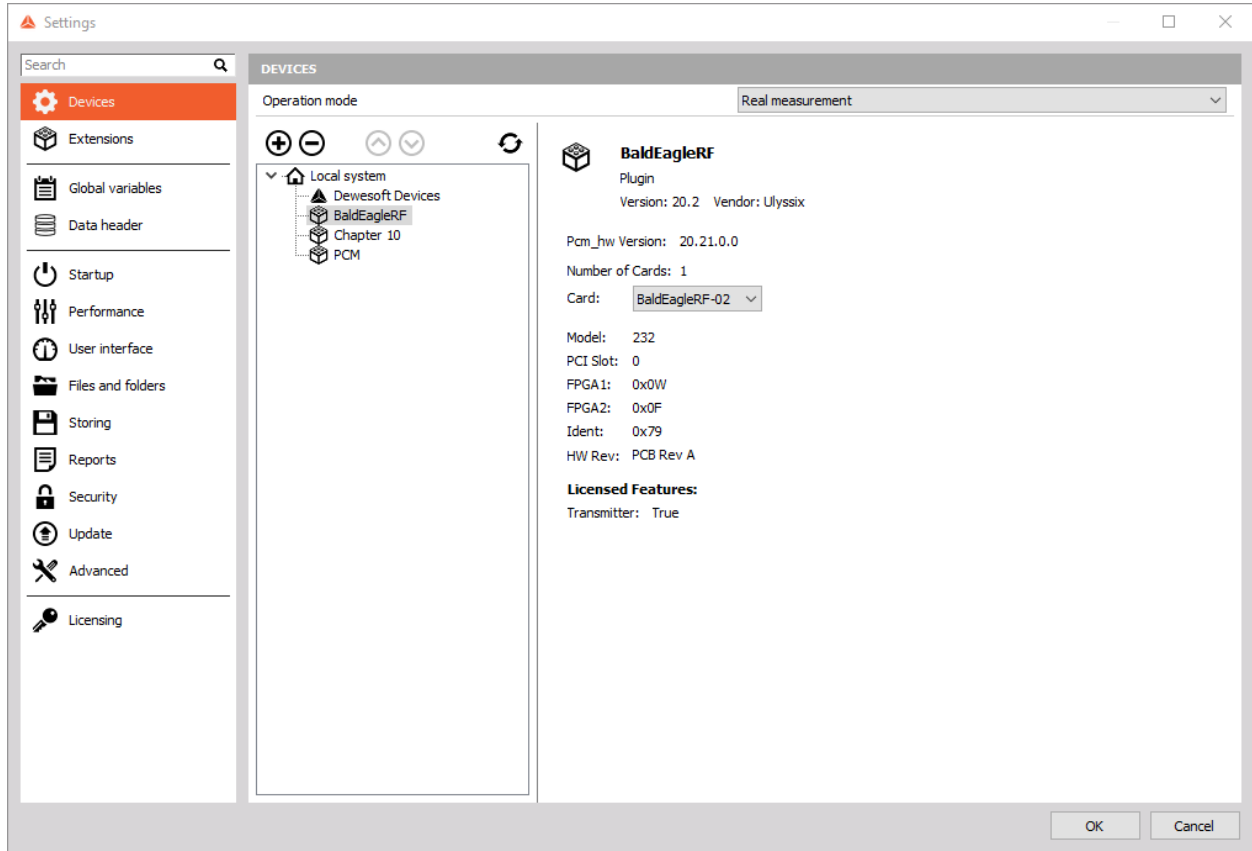 Settings
Search
Devices
Extensions
Global variables
Data header
Startup
Performance
User interface
Files and folders
Storing
Reports
Security
Update
Advanced
Licensing
DEVICES
Operation mode Real measurement
Local system
Dewesoft Devices
BaldEagleRF
Chapter 10
PCM
BaldEagleRF
Plugin
Version: 20.2 Vendor: Ulyssix
Pcm_hw Version: 20.21.0.0
Number of Cards: 1
Card: BaldEagleRF-02
Model: 232
PCI Slot: 0
FPGA1: 0x0W
FPGA2: 0x0F
Ident: 0x79
HW Rev: PCB Rev A
Licensed Features:
Transmitter: True
OK Cancel